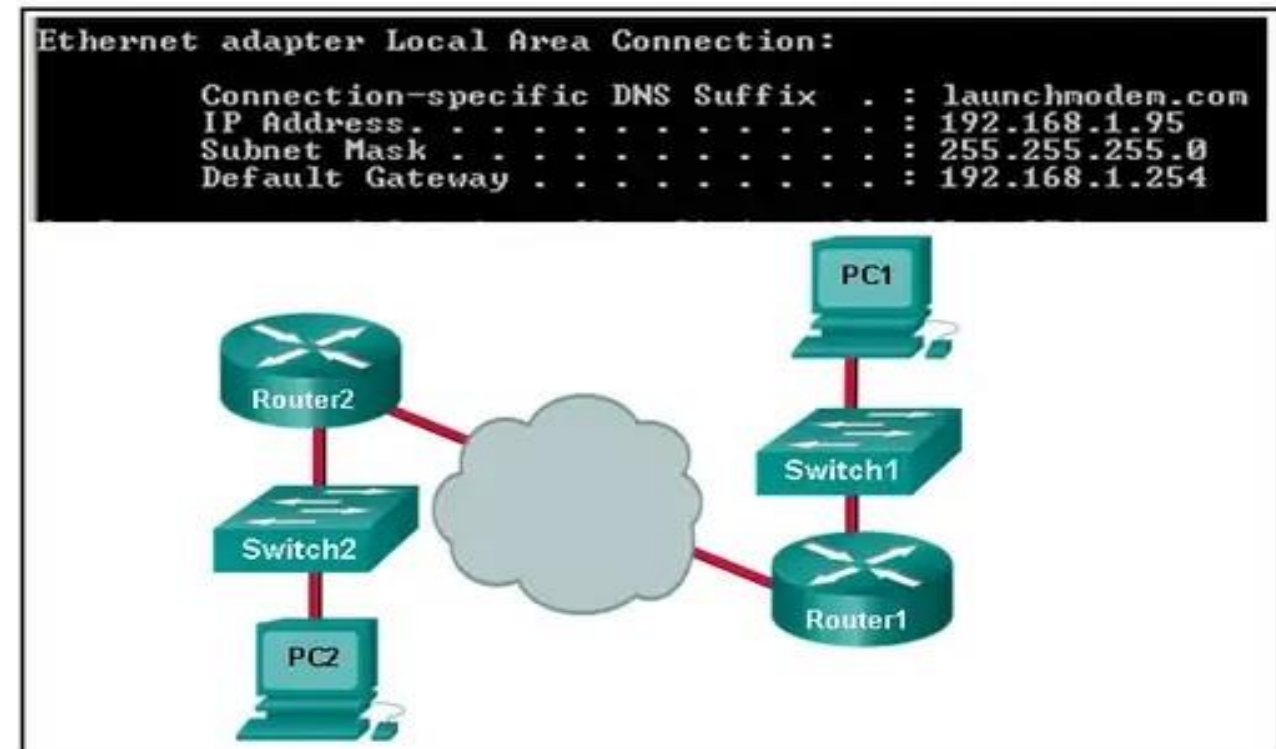 Ethernet adapter Local Area Connection:
Connection-specific DNS Suffix . : launchmodem.com
IP Address. . . . . . . . . . . . : 192.168.1.95
Subnet Mask . . . . . . . . . . . : 255.255.255.0
Default Gateway . . . . . . . . . : 192.168.1.254
PC1
Router2
Switch1
Switch2
Router1
PC2